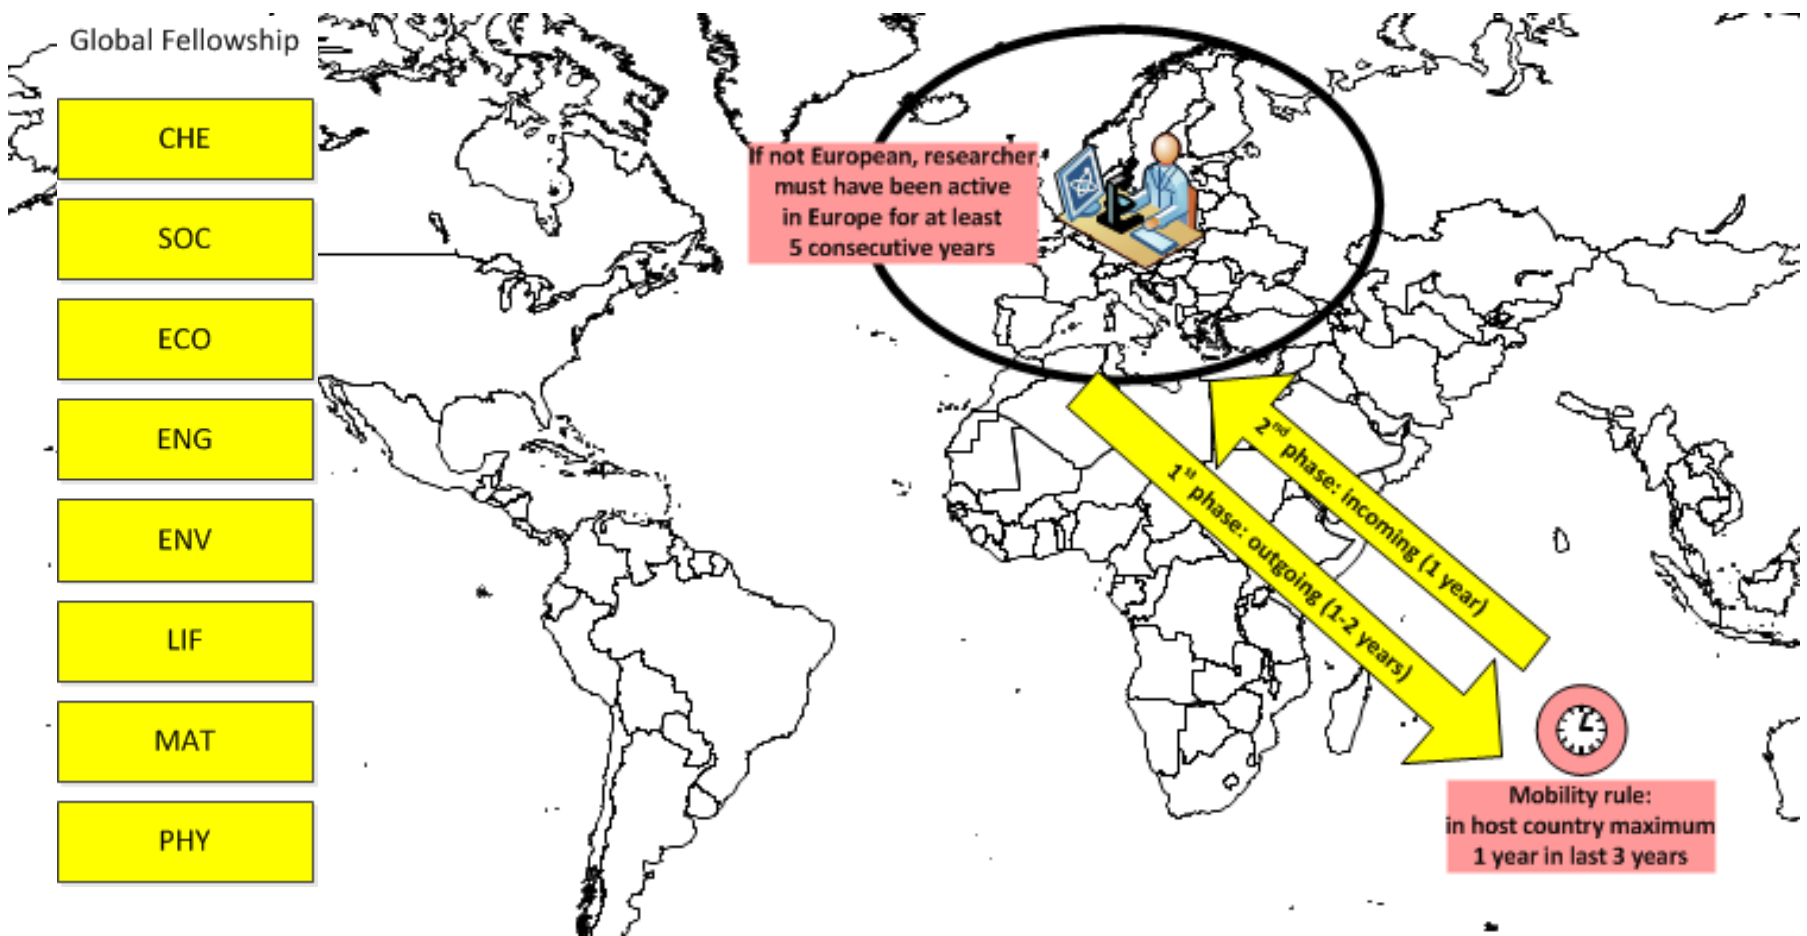 Global Fellowship
CHE
SOC
ECO
ENG
ENV
LIF
MAT
PHY
If not European, researcher
must have been active
in Europe for at least
5 consecutive years
1st phase: outgoing (1-2 years)
2nd phase: incoming (1 year)
Mobility rule:
in host country maximum
1 year in last 3 years